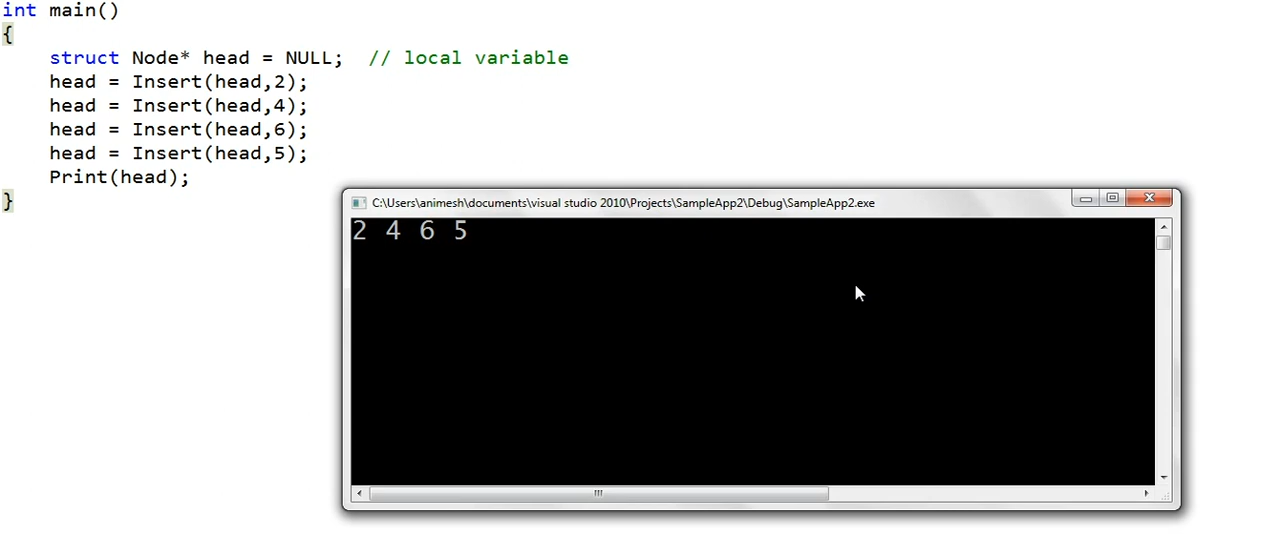 int main()
{
    struct Node* head = NULL;  // local variable
    head = Insert(head,2);
    head = Insert(head,4);
    head = Insert(head,6);
    head = Insert(head,5);
    Print(head);
}
C:\Users\animesh\documents\visual studio 2010\Projects\SampleApp2\Debug\SampleApp2.exe
2 4 6 5